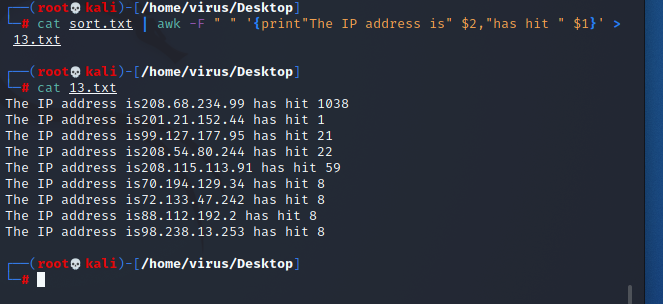 ┌──(root💀kali)-[/home/virus/Desktop]
└─# cat sort.txt | awk -F " " '{print"The IP address is" $2,"has hit " $1}' >
13.txt
┌──(root💀kali)-[/home/virus/Desktop]
└─# cat 13.txt
The IP address is208.68.234.99 has hit 1038
The IP address is201.21.152.44 has hit 1
The IP address is99.127.177.95 has hit 21
The IP address is208.54.80.244 has hit 22
The IP address is208.115.113.91 has hit 59
The IP address is70.194.129.34 has hit 8
The IP address is72.133.47.242 has hit 8
The IP address is88.112.192.2 has hit 8
The IP address is98.238.13.253 has hit 8
┌──(root💀kali)-[/home/virus/Desktop]
└─#